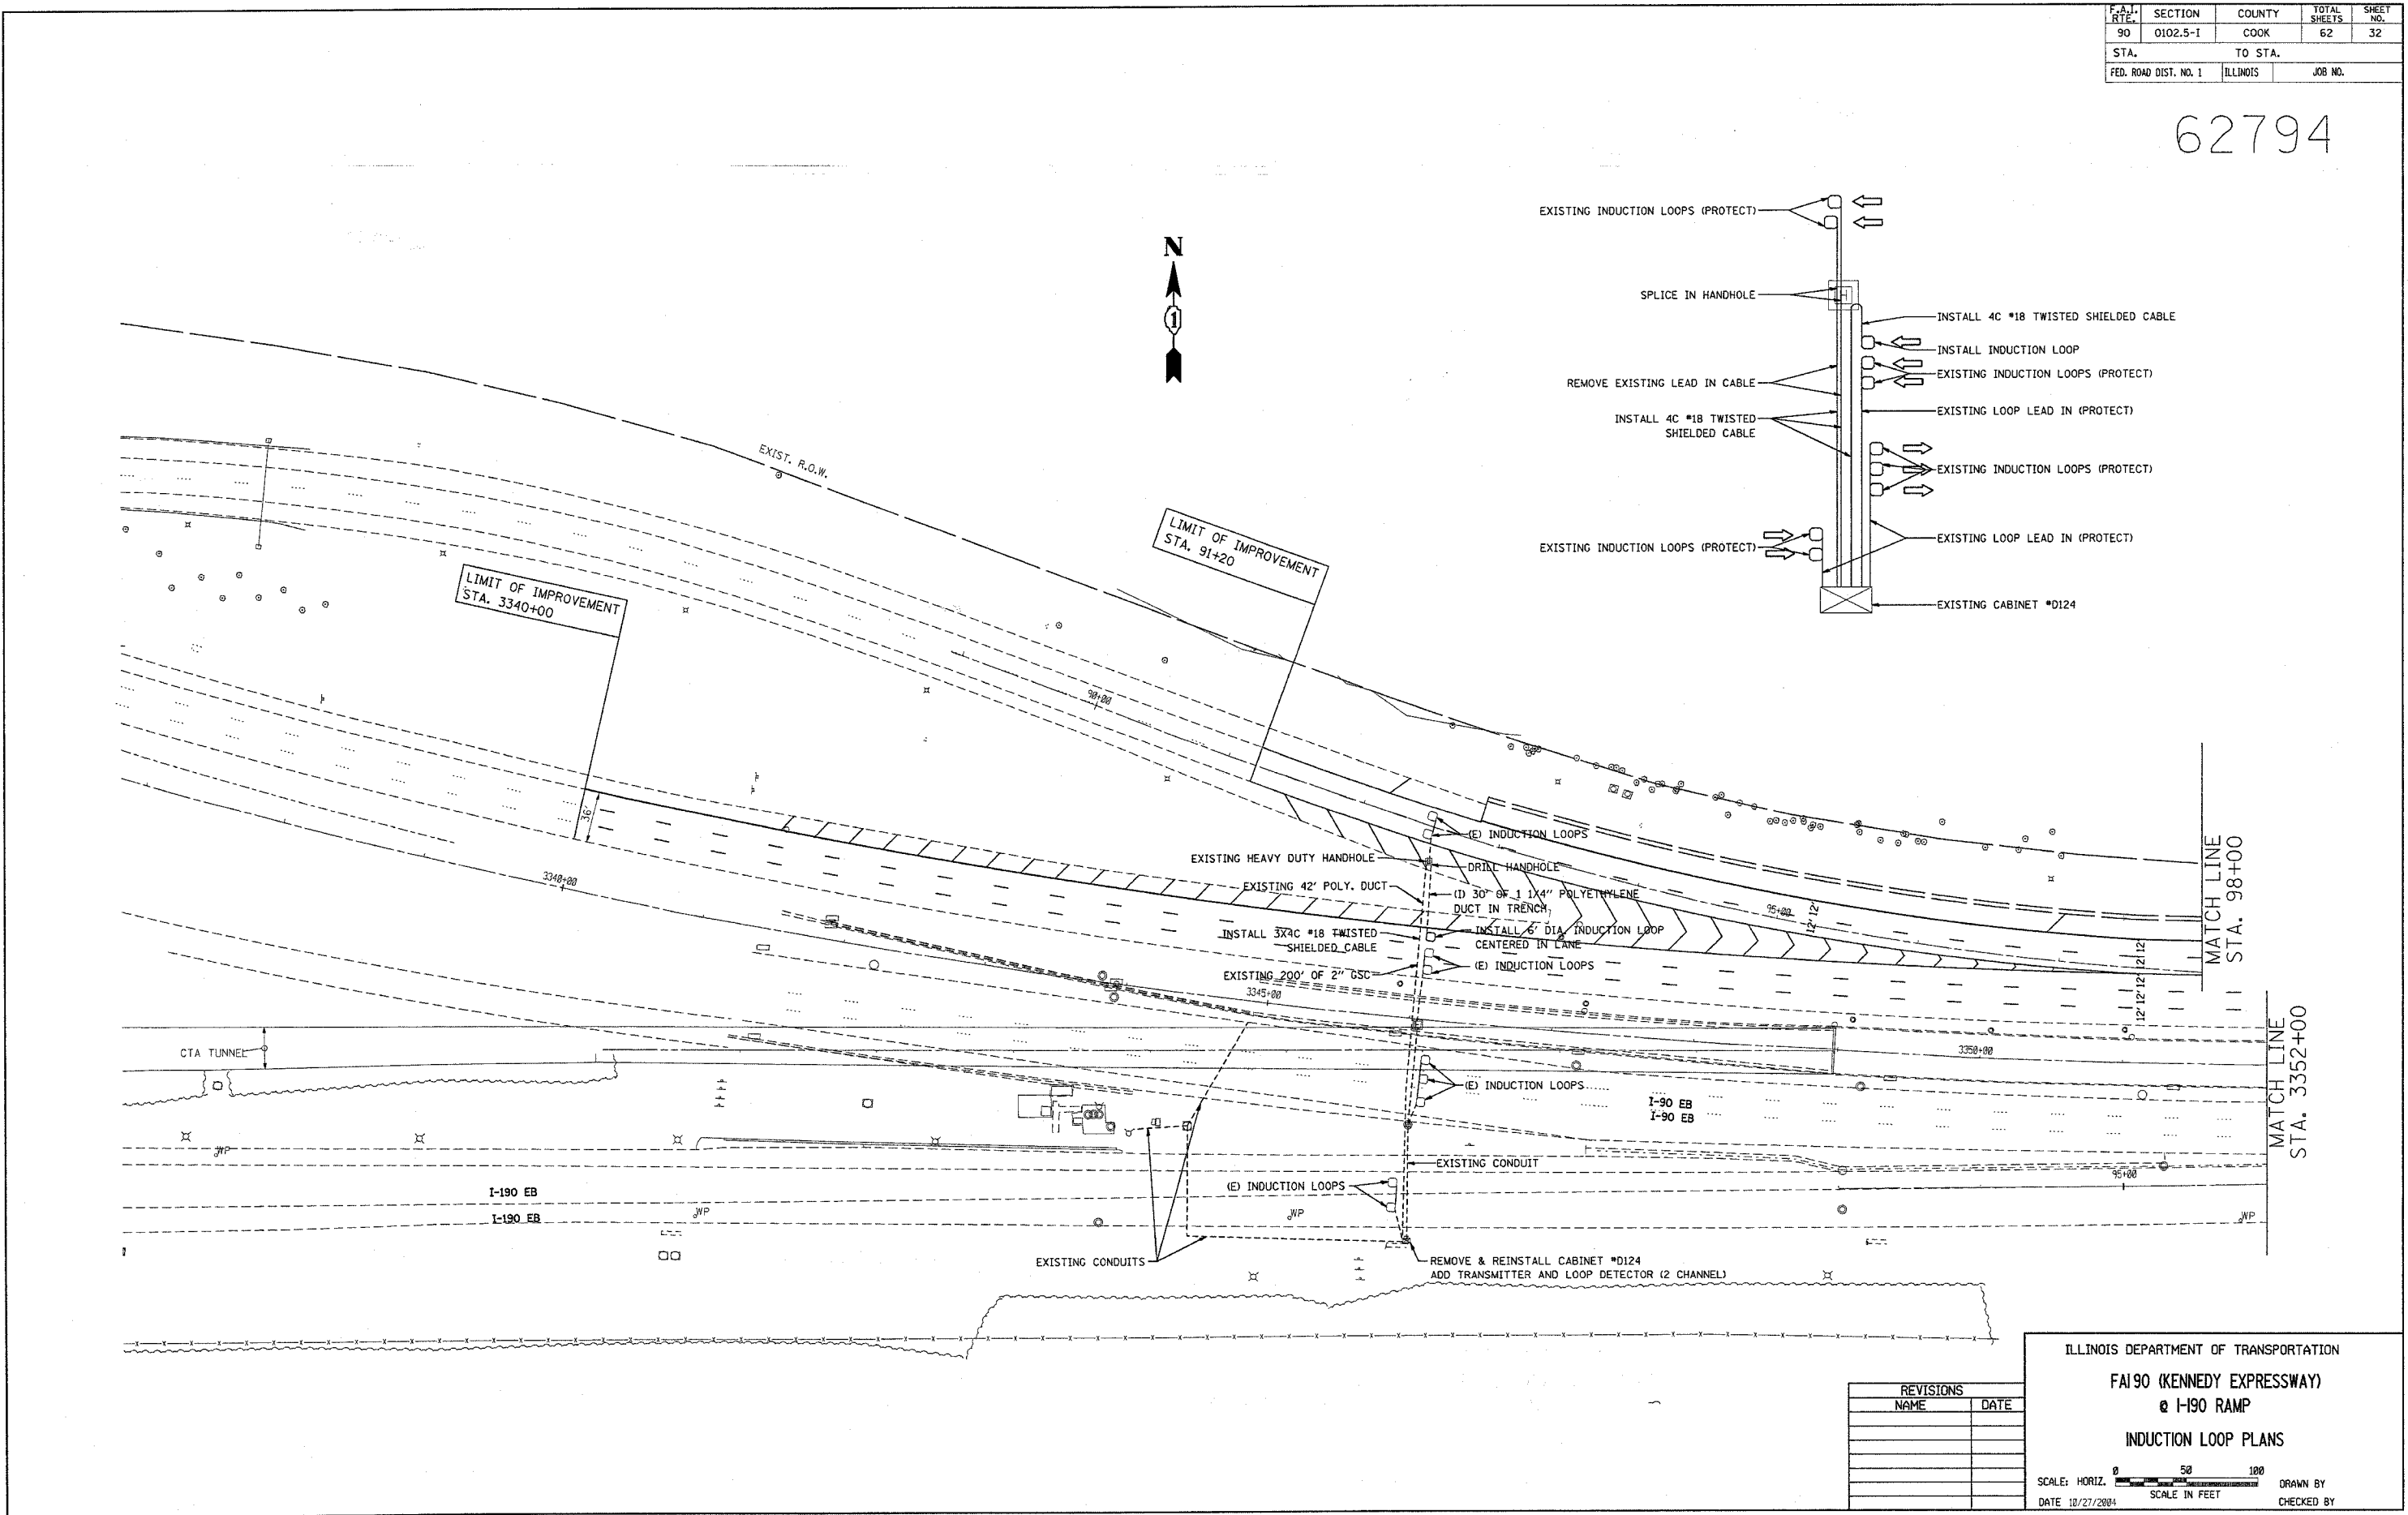 F.A.I. RTE. SECTION COUNTY TOTAL SHEETS SHEET NO.
90 0102.5-I COOK 62 32
STA. TO STA.
FED. ROAD DIST. NO. 1 ILLINOIS JOB NO.
62794
EXISTING INDUCTION LOOPS (PROTECT)
SPLICE IN HANDHOLE
H
INSTALL 4C #18 TWISTED SHIELDED CABLE
INSTALL INDUCTION LOOP
EXISTING INDUCTION LOOPS (PROTECT)
REMOVE EXISTING LEAD IN CABLE
EXISTING LOOP LEAD IN (PROTECT)
INSTALL 4C #18 TWISTED
SHIELDED CABLE
EXISTING INDUCTION LOOPS (PROTECT)
EXISTING LOOP LEAD IN (PROTECT)
EXISTING INDUCTION LOOPS (PROTECT)
EXISTING CABINET #D124
N
1
EXIST. R.O.W.
LIMIT OF IMPROVEMENT
STA. 91+20
LIMIT OF IMPROVEMENT
STA. 3340+00
90+00
36'
3340+00
(E) INDUCTION LOOPS
EXISTING HEAVY DUTY HANDHOLE
DRILL HANDHOLE
EXISTING 42' POLY. DUCT
(I) 30' OF 1 1X4" POLYETHYLENE
DUCT IN TRENCH
95+00
12' 12'
INSTALL 3X4C #18 TWISTED
SHIELDED CABLE
INSTALL 6' DIA. INDUCTION LOOP
CENTERED IN LANE
(E) INDUCTION LOOPS
EXISTING 200' OF 2" GSC
3345+00
12' 12' 12' 12' 12'
MATCH LINE
STA. 98+00
CTA TUNNEL
3350+00
MATCH LINE
STA. 3352+00
(E) INDUCTION LOOPS
I-90 EB
I-90 EB
WP
EXISTING CONDUIT
95+00
I-190 EB
I-190 EB
(E) INDUCTION LOOPS
WP
WP
WP
EXISTING CONDUITS
REMOVE & REINSTALL CABINET #D124
ADD TRANSMITTER AND LOOP DETECTOR (2 CHANNEL)
REVISIONS
NAME DATE
ILLINOIS DEPARTMENT OF TRANSPORTATION
FAI 90 (KENNEDY EXPRESSWAY)
@ I-190 RAMP
INDUCTION LOOP PLANS
0 50 100
SCALE: HORIZ.
SCALE IN FEET
DRAWN BY
DATE 10/27/2004
CHECKED BY